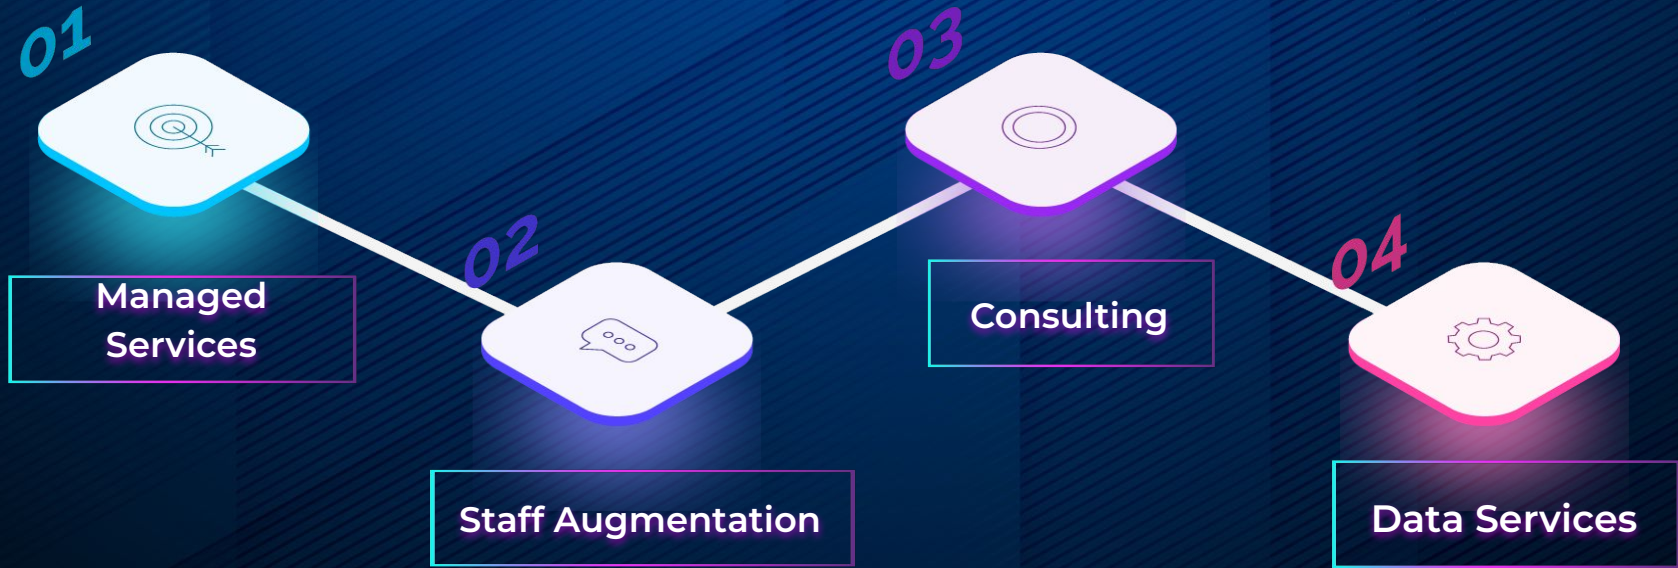 01
Managed
Services
02
Staff Augmentation
03
Consulting
04
Data Services